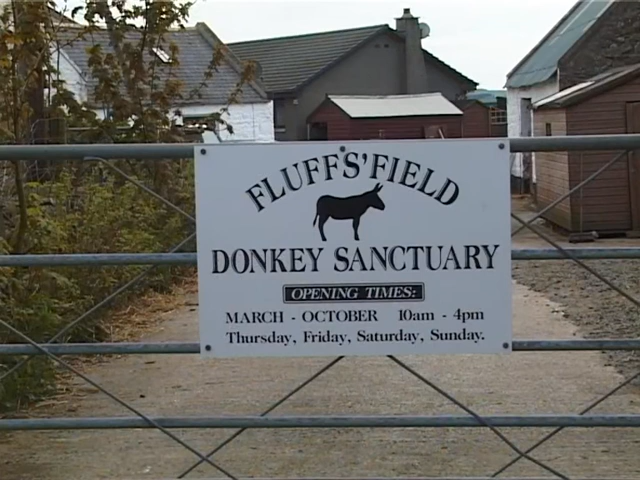 FLUFFS' FIELD
DONKEY SANCTUARY
OPENING TIMES:
MARCH - OCTOBER 10am - 4pm
Thursday, Friday, Saturday, Sunday.